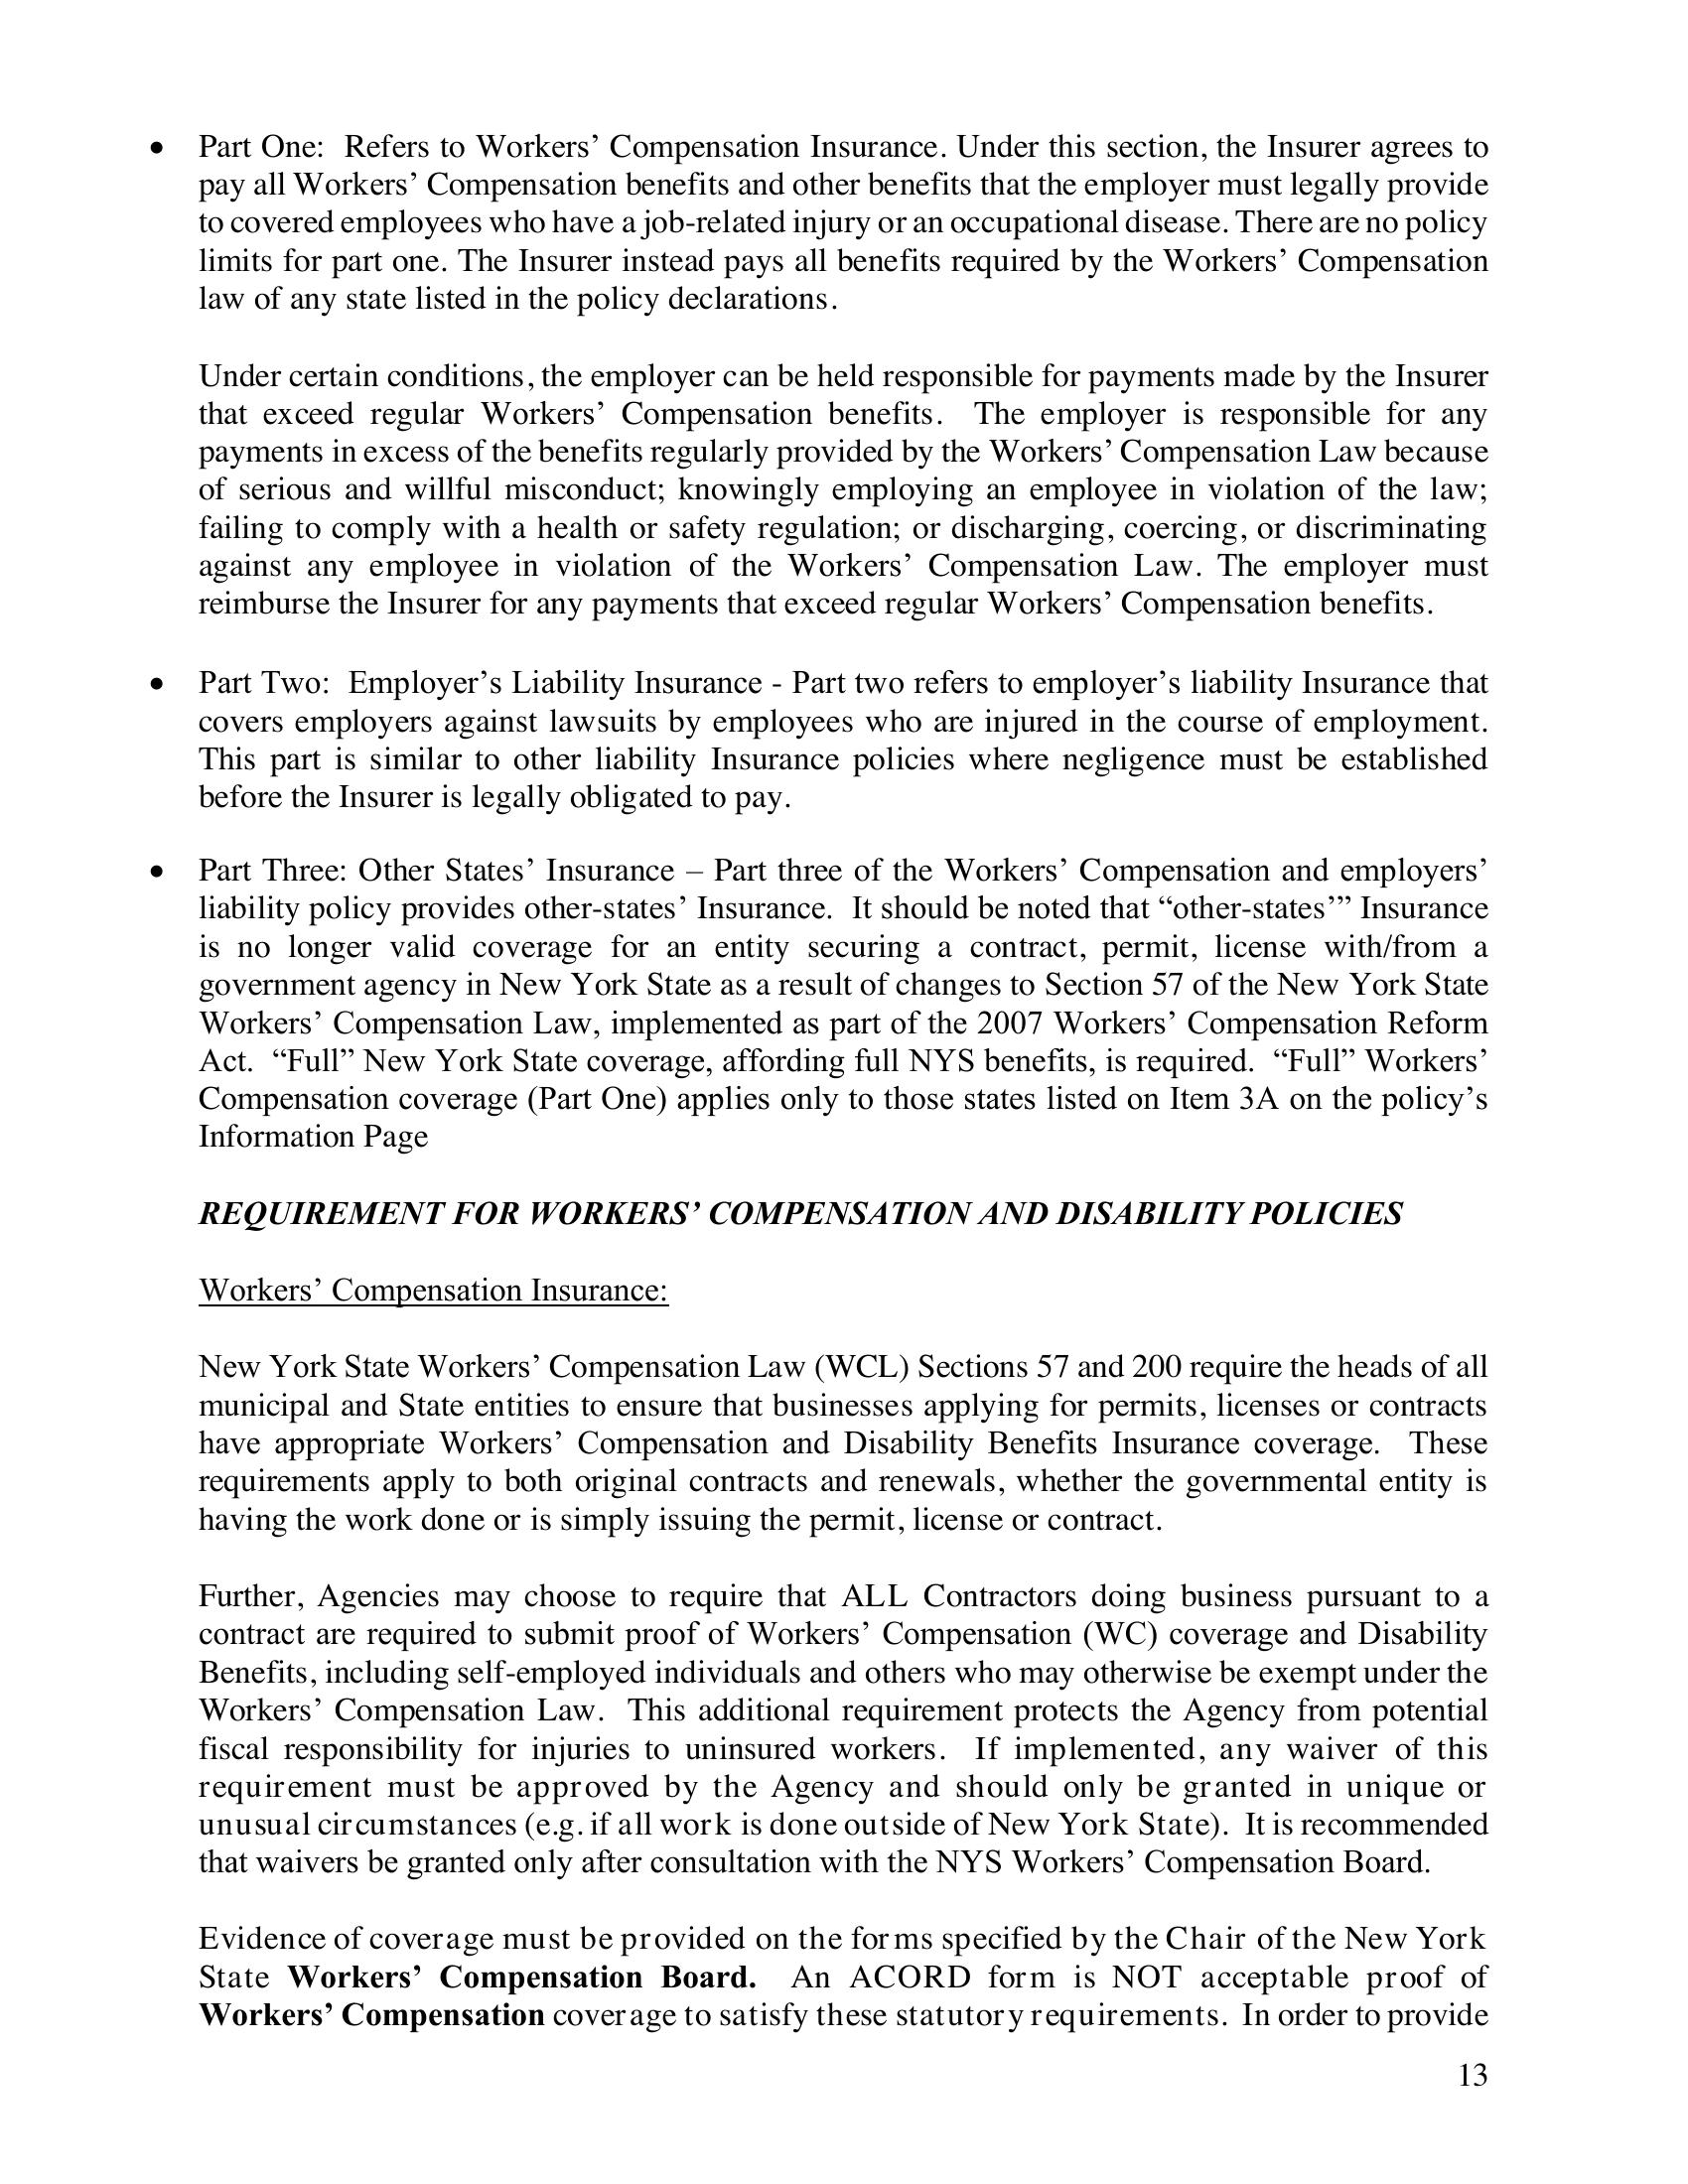 • Part One:  Refers to Workers’ Compensation Insurance. Under this section, the Insurer agrees to
pay all Workers’ Compensation benefits and other benefits that the employer must legally provide
to covered employees who have a job-related injury or an occupational disease. There are no policy
limits for part one. The Insurer instead pays all benefits required by the Workers’ Compensation
law of any state listed in the policy declarations.
Under certain conditions, the employer can be held responsible for payments made by the Insurer
that exceed regular Workers’ Compensation benefits.  The employer is responsible for any
payments in excess of the benefits regularly provided by the Workers’ Compensation Law because
of serious and willful misconduct; knowingly employing an employee in violation of the law;
failing to comply with a health or safety regulation; or discharging, coercing, or discriminating
against any employee in violation of the Workers’ Compensation Law. The employer must
reimburse the Insurer for any payments that exceed regular Workers’ Compensation benefits.
• Part Two:  Employer’s Liability Insurance - Part two refers to employer’s liability Insurance that
covers employers against lawsuits by employees who are injured in the course of employment.
This part is similar to other liability Insurance policies where negligence must be established
before the Insurer is legally obligated to pay.
• Part Three: Other States’ Insurance – Part three of the Workers’ Compensation and employers’
liability policy provides other-states’ Insurance.  It should be noted that “other-states’” Insurance
is no longer valid coverage for an entity securing a contract, permit, license with/from a
government agency in New York State as a result of changes to Section 57 of the New York State
Workers’ Compensation Law, implemented as part of the 2007 Workers’ Compensation Reform
Act.  “Full” New York State coverage, affording full NYS benefits, is required.  “Full” Workers’
Compensation coverage (Part One) applies only to those states listed on Item 3A on the policy’s
Information Page
REQUIREMENT FOR WORKERS’ COMPENSATION AND DISABILITY POLICIES
Workers’ Compensation Insurance:
New York State Workers’ Compensation Law (WCL) Sections 57 and 200 require the heads of all
municipal and State entities to ensure that businesses applying for permits, licenses or contracts
have appropriate Workers’ Compensation and Disability Benefits Insurance coverage.  These
requirements apply to both original contracts and renewals, whether the governmental entity is
having the work done or is simply issuing the permit, license or contract.
Further, Agencies may choose to require that ALL Contractors doing business pursuant to a
contract are required to submit proof of Workers’ Compensation (WC) coverage and Disability
Benefits, including self-employed individuals and others who may otherwise be exempt under the
Workers’ Compensation Law.  This additional requirement protects the Agency from potential
fiscal responsibility for injuries to uninsured workers.  If implemented, any waiver of this
requirement must be approved by the Agency and should only be granted in unique or
unusual circumstances (e.g. if all work is done outside of New York State).  It is recommended
that waivers be granted only after consultation with the NYS Workers’ Compensation Board.
Evidence of coverage must be provided on the forms specified by the Chair of the New York
State Workers’ Compensation Board.  An ACORD form is NOT acceptable proof of
Workers’ Compensation coverage to satisfy these statutory requirements.  In order to provide
13